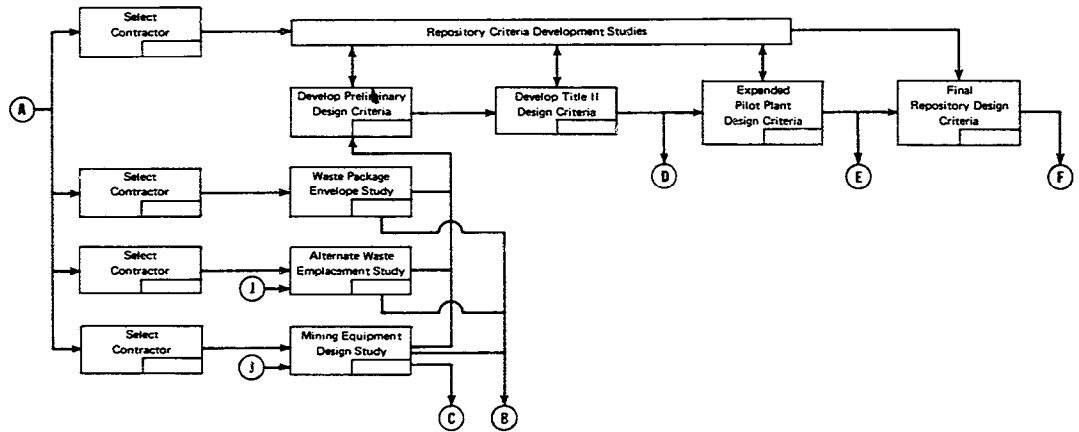 Select
Contractor
Repository Criteria Development Studies
A
Develop Preliminary
Design Criteria
Develop Title II
Design Criteria
Expanded
Pilot Plant
Design Criteria
Final
Repository Design
Criteria
D
E
F
Select
Contractor
Waste Package
Envelope Study
Select
Contractor
Alternate Waste
Emplacement Study
Select
Contractor
Mining Equipment
Design Study
C
B